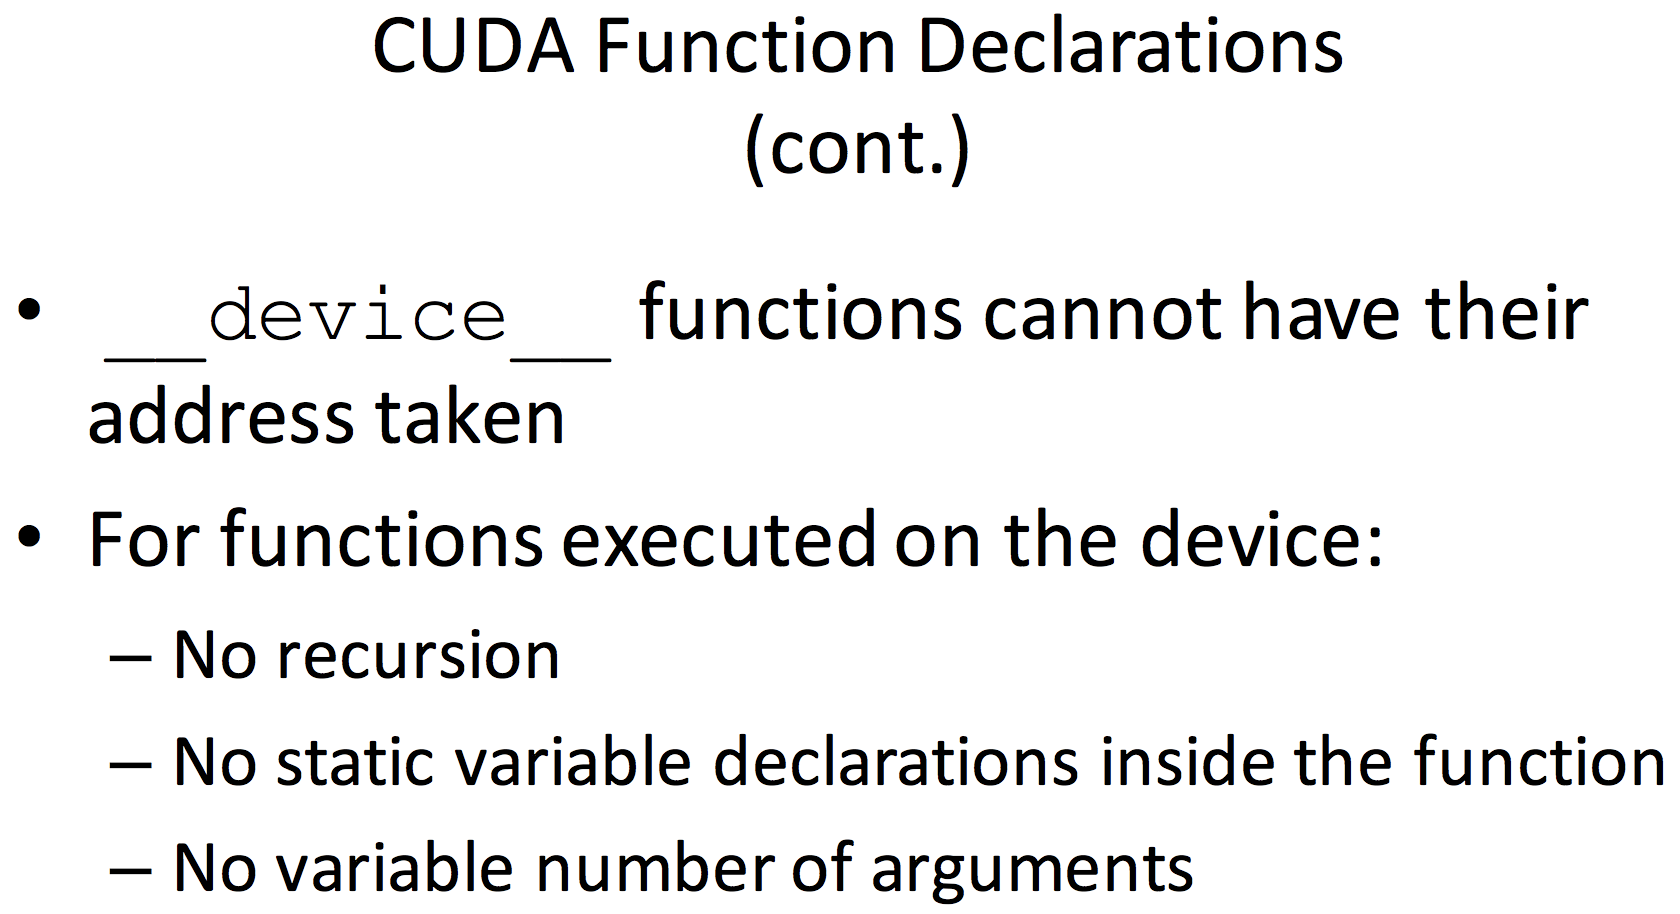 CUDA Function Declarations
(cont.)
• __device__ functions cannot have their
address taken
• For functions executed on the device:
– No recursion
– No static variable declarations inside the function
– No variable number of arguments